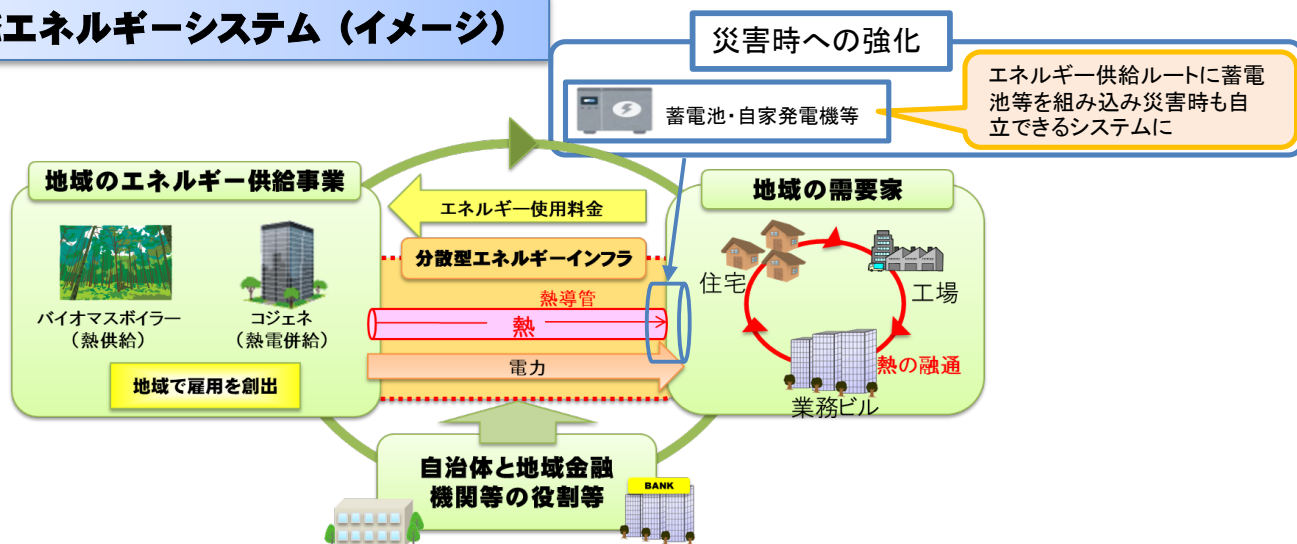 エネルギーシステム（イメージ）
災害時への強化
蓄電池・自家発電機等
エネルギー供給ルートに蓄電
池等を組み込み災害時も自
立できるシステムに
地域のエネルギー供給事業
バイオマスボイラー
（熱供給）
コジェネ
（熱電併給）
地域で雇用を創出
エネルギー使用料金
分散型エネルギーインフラ
熱導管
熱
電力
地域の需要家
住宅
工場
熱の融通
業務ビル
自治体と地域金融
機関等の役割等
BANK